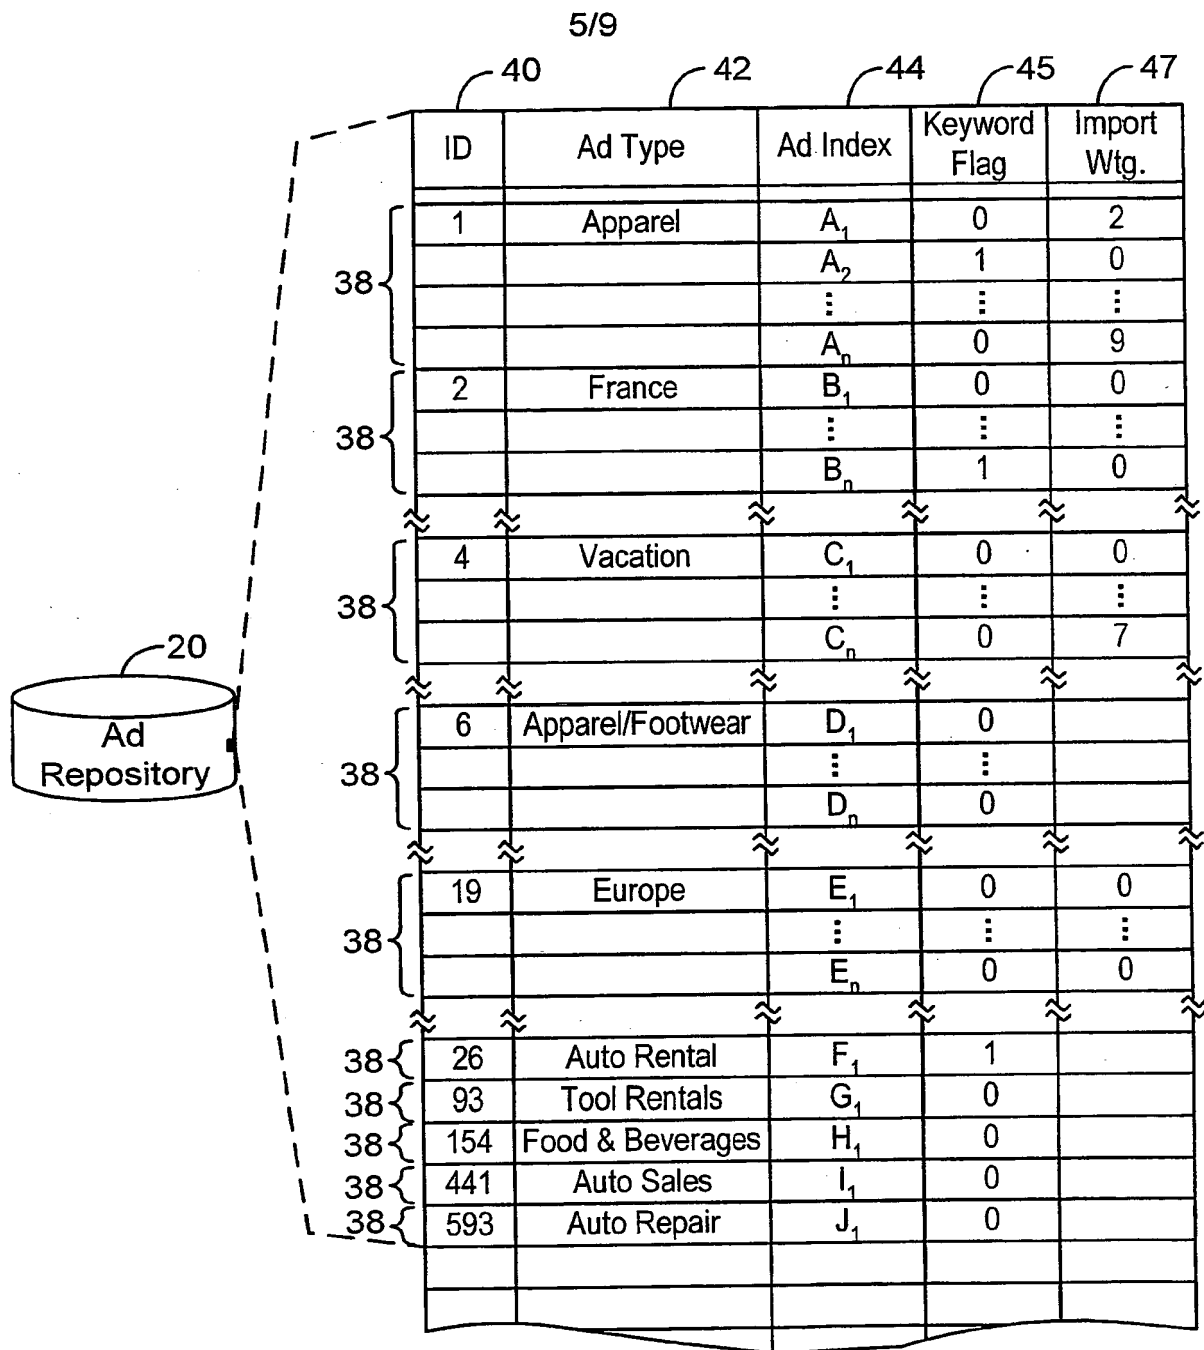 5/9
40 42 44 45 47
ID Ad Type Ad Index Keyword Flag Import Wtg.
38 1 Apparel A₁ 0 2
A₂ 1 0
⋮ ⋮ ⋮
Aₙ 0 9
38 2 France B₁ 0 0
⋮ ⋮ ⋮
Bₙ 1 0
38 4 Vacation C₁ 0 0
⋮ ⋮ ⋮
Cₙ 0 7
20
Ad
Repository
38 6 Apparel/Footwear D₁ 0
⋮ ⋮
Dₙ 0
38 19 Europe E₁ 0 0
⋮ ⋮ ⋮
Eₙ 0 0
38 26 Auto Rental F₁ 1
38 93 Tool Rentals G₁ 0
38 154 Food & Beverages H₁ 0
38 441 Auto Sales I₁ 0
38 593 Auto Repair J₁ 0